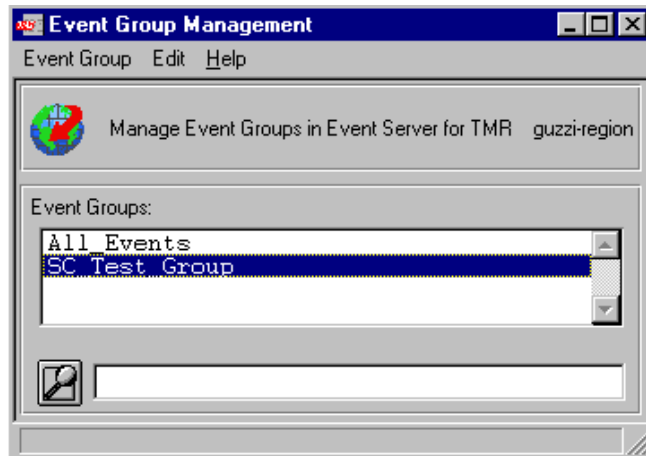 Event Group Management
Event Group Edit Help
Manage Event Groups in Event Server for TMR guzzi-region
Event Groups:
All_Events
SC Test Group